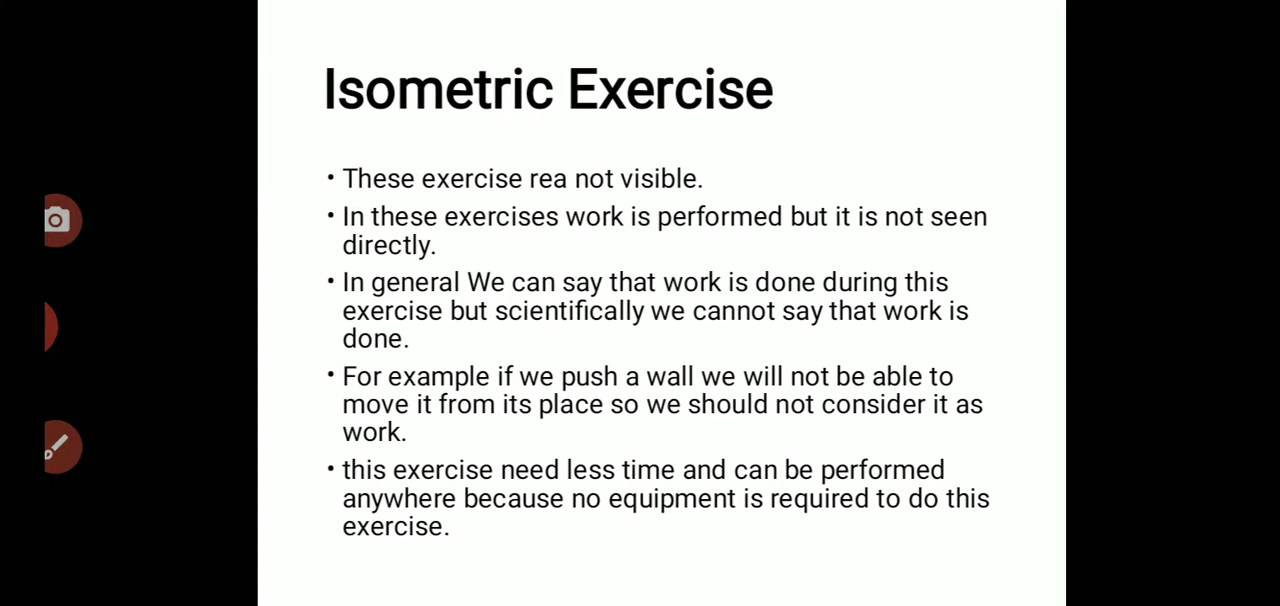 Isometric Exercise
• These exercise rea not visible.
• In these exercises work is performed but it is not seen
directly.
• In general We can say that work is done during this
exercise but scientifically we cannot say that work is
done.
• For example if we push a wall we will not be able to
move it from its place so we should not consider it as
work.
• this exercise need less time and can be performed
anywhere because no equipment is required to do this
exercise.